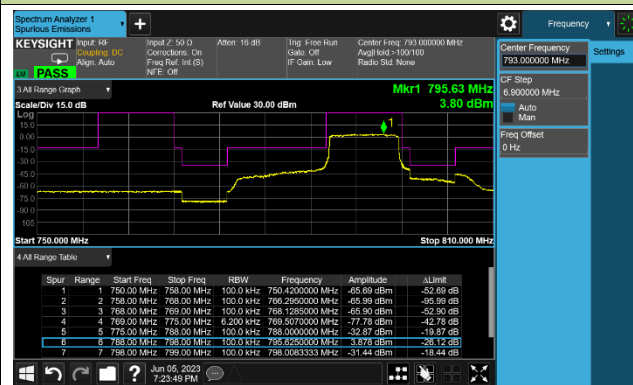 Spectrum Analyzer 1
Spurious Emissions
Frequency
KEYSIGHT Input: RF
Coupling: DC
Align: Auto
Input Z: 50 Ω
Corrections: On
Freq Ref: Int (S)
NFE: Off
Atten: 16 dB
Trig: Free Run
Gate: Off
IF Gain: Low
Center Freq: 793.000000 MHz
Avg|Hold:>100/100
Radio Std: None
PASS
Center Frequency
793.000000 MHz
Settings
CF Step
6.900000 MHz
Auto
Man
Freq Offset
0 Hz
3 All Range Graph
Mkr1 795.63 MHz
Scale/Div 15.0 dB
Ref Value 30.00 dBm
3.80 dBm
Log
15.0
0.00
-15.0
-30.0
-45.0
-60.0
-75.0
-90.0
-105
1
Start 750.000 MHz
Stop 810.000 MHz
4 All Range Table
Spur Range Start Freq Stop Freq RBW Frequency Amplitude ΔLimit
1 1 750.00 MHz 758.00 MHz 100.0 kHz 750.4200000 MHz -65.69 dBm -52.69 dB
2 2 758.00 MHz 768.00 MHz 100.0 kHz 766.2950000 MHz -65.99 dBm -95.99 dB
3 3 768.00 MHz 769.00 MHz 100.0 kHz 768.1285000 MHz -65.90 dBm -52.90 dB
4 4 769.00 MHz 775.00 MHz 6.200 kHz 769.5070000 MHz -77.78 dBm -42.78 dB
5 5 775.00 MHz 788.00 MHz 100.0 kHz 788.0000000 MHz -32.87 dBm -19.87 dB
6 6 788.00 MHz 798.00 MHz 100.0 kHz 795.6250000 MHz 3.878 dBm -26.12 dB
7 7 798.00 MHz 799.00 MHz 100.0 kHz 798.0083333 MHz -31.44 dBm -18.44 dB
Jun 05, 2023
7:23:49 PM